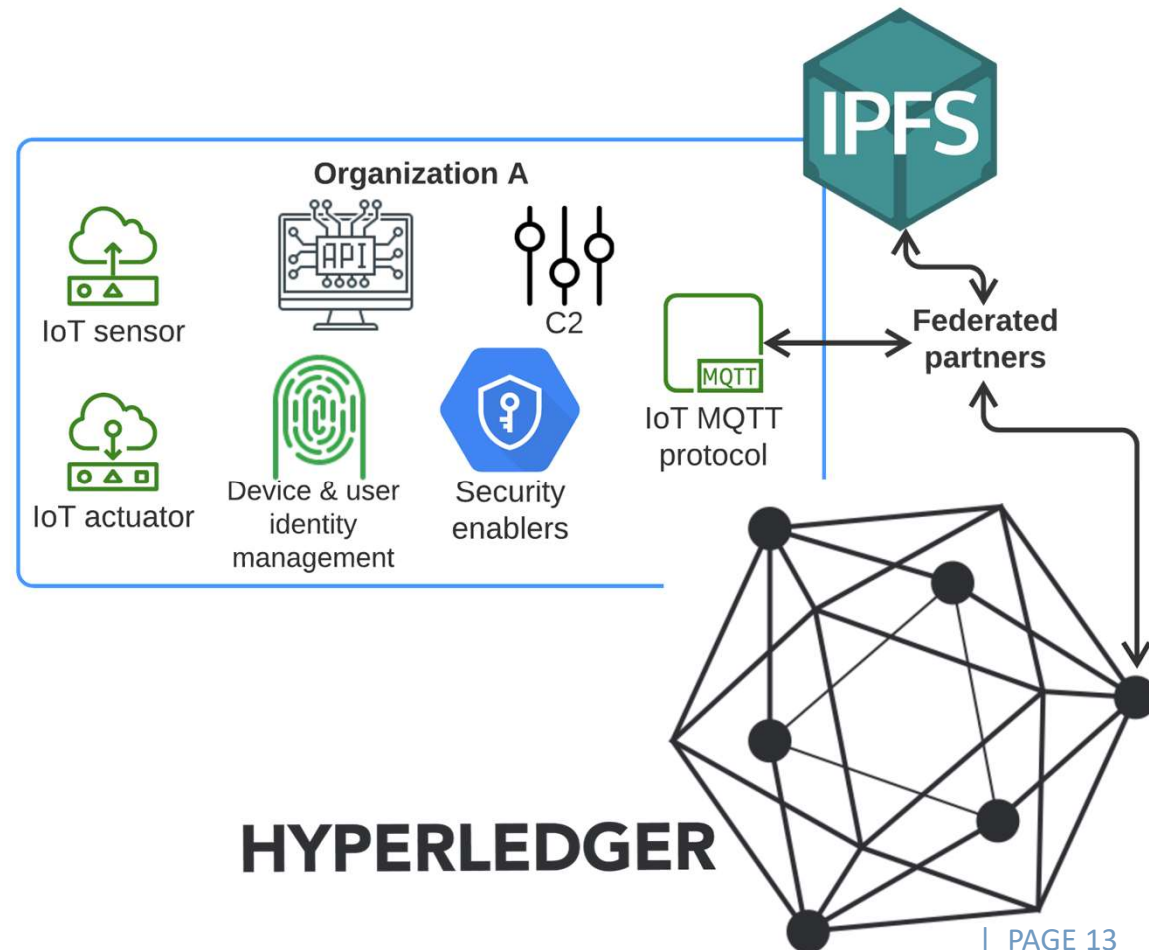 IPFS
Organization A
API
IoT sensor
C2
Federated
partners
MQTT
IoT MQTT
protocol
IoT actuator
Device & user
identity
management
Security
enablers
HYPERLEDGER
| PAGE 13